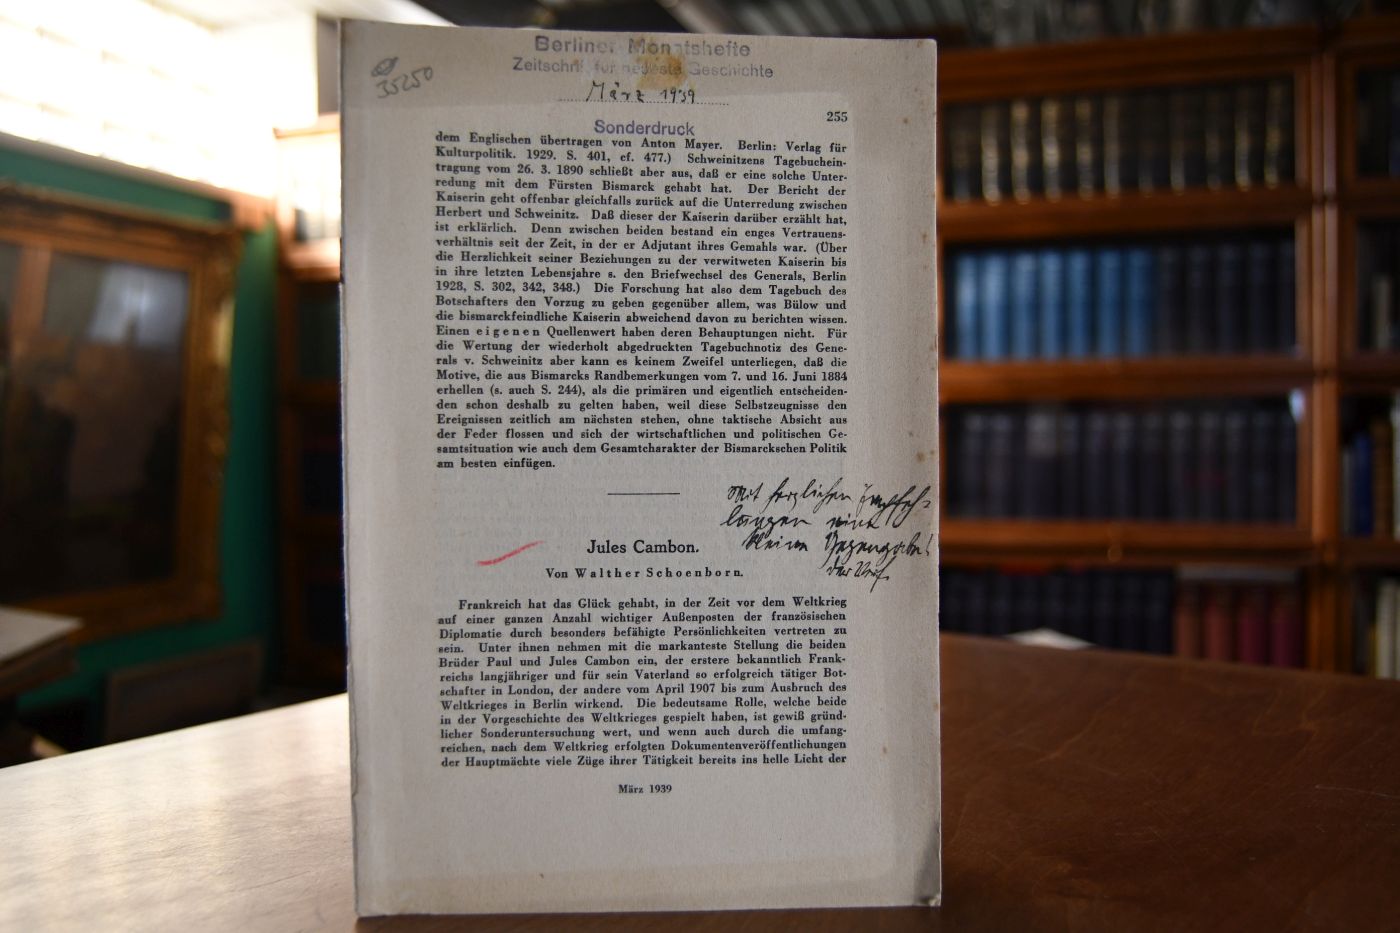 35250
Berliner Monatshefte
Zeitschrift für neueste Geschichte
März 1939
Sonderdruck
255
dem Englischen übertragen von Anton Mayer. Berlin: Verlag für
Kulturpolitik. 1929. S. 401, cf. 477.) Schweinitzens Tagebuchein-
tragung vom 26. 3. 1890 schließt aber aus, daß er eine solche Unter-
redung mit dem Fürsten Bismarck gehabt hat. Der Bericht der
Kaiserin geht offenbar gleichfalls zurück auf die Unterredung zwischen
Herbert und Schweinitz. Daß dieser der Kaiserin darüber erzählt hat,
ist erklärlich. Denn zwischen beiden bestand ein enges Vertrauens-
verhältnis seit der Zeit, in der er Adjutant ihres Gemahls war. (Über
die Herzlichkeit seiner Beziehungen zu der verwitweten Kaiserin bis
in ihre letzten Lebensjahre s. den Briefwechsel des Generals, Berlin
1928, S. 302, 342, 348.) Die Forschung hat also dem Tagebuch des
Botschafters den Vorzug zu geben gegenüber allem, was Bülow und
die bismarckfeindliche Kaiserin abweichend davon zu berichten wissen.
Einen eigenen Quellenwert haben deren Behauptungen nicht. Für
die Wertung der wiederholt abgedruckten Tagebuchnotiz des Gene-
rals v. Schweinitz aber kann es keinem Zweifel unterliegen, daß die
Motive, die aus Bismarcks Randbemerkungen vom 7. und 16. Juni 1884
erhellen (s. auch S. 244), als die primären und eigentlich entscheiden-
den schon deshalb zu gelten haben, weil diese Selbstzeugnisse den
Ereignissen zeitlich am nächsten stehen, ohne taktische Absicht aus
der Feder flossen und sich der wirtschaftlichen und politischen Ge-
samtsituation wie auch dem Gesamtcharakter der Bismarckschen Politik
am besten einfügen.
Mit herzlichen Empfeh-
lungen eine
kleine Gegengabe!
der Verf.
Jules Cambon.
Von Walther Schoenborn.
Frankreich hat das Glück gehabt, in der Zeit vor dem Weltkrieg
auf einer ganzen Anzahl wichtiger Außenposten der französischen
Diplomatie durch besonders befähigte Persönlichkeiten vertreten zu
sein. Unter ihnen nehmen mit die markanteste Stellung die beiden
Brüder Paul und Jules Cambon ein, der erstere bekanntlich Frank-
reichs langjähriger und für sein Vaterland so erfolgreich tätiger Bot-
schafter in London, der andere vom April 1907 bis zum Ausbruch des
Weltkrieges in Berlin wirkend. Die bedeutsame Rolle, welche beide
in der Vorgeschichte des Weltkrieges gespielt haben, ist gewiß gründ-
licher Sonderuntersuchung wert, und wenn auch durch die umfang-
reichen, nach dem Weltkrieg erfolgten Dokumentenveröffentlichungen
der Hauptmächte viele Züge ihrer Tätigkeit bereits ins helle Licht der
März 1939